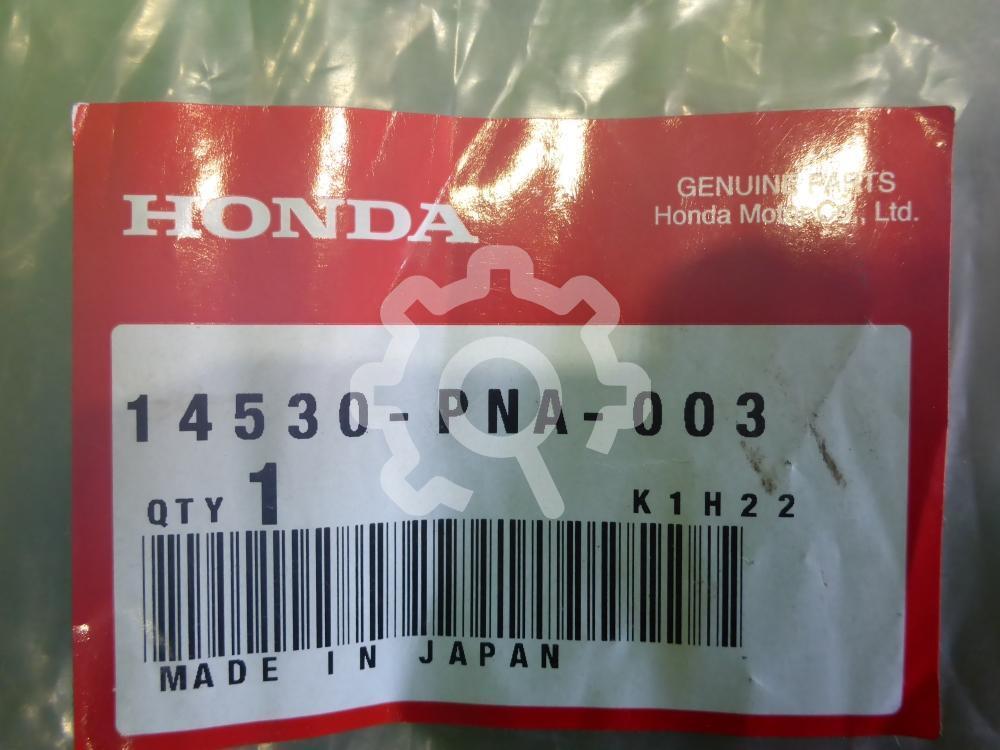 HONDA
GENUINE PARTS
Honda Motor Co., Ltd.
14530-PNA-003
QTY 1
K1H22
MADE IN JAPAN